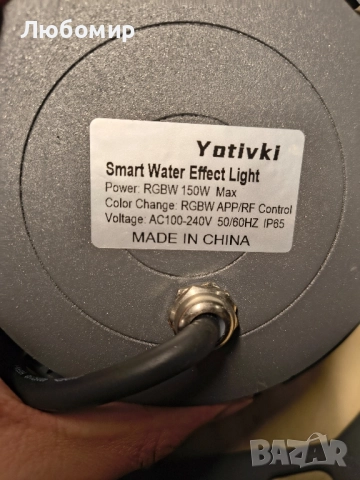 Любомир
Yotivki
Smart Water Effect Light
Power: RGBW 150W Max
Color Change: RGBW APP/RF Control
Voltage: AC100-240V 50/60HZ IP65
MADE IN CHINA
BAZAR